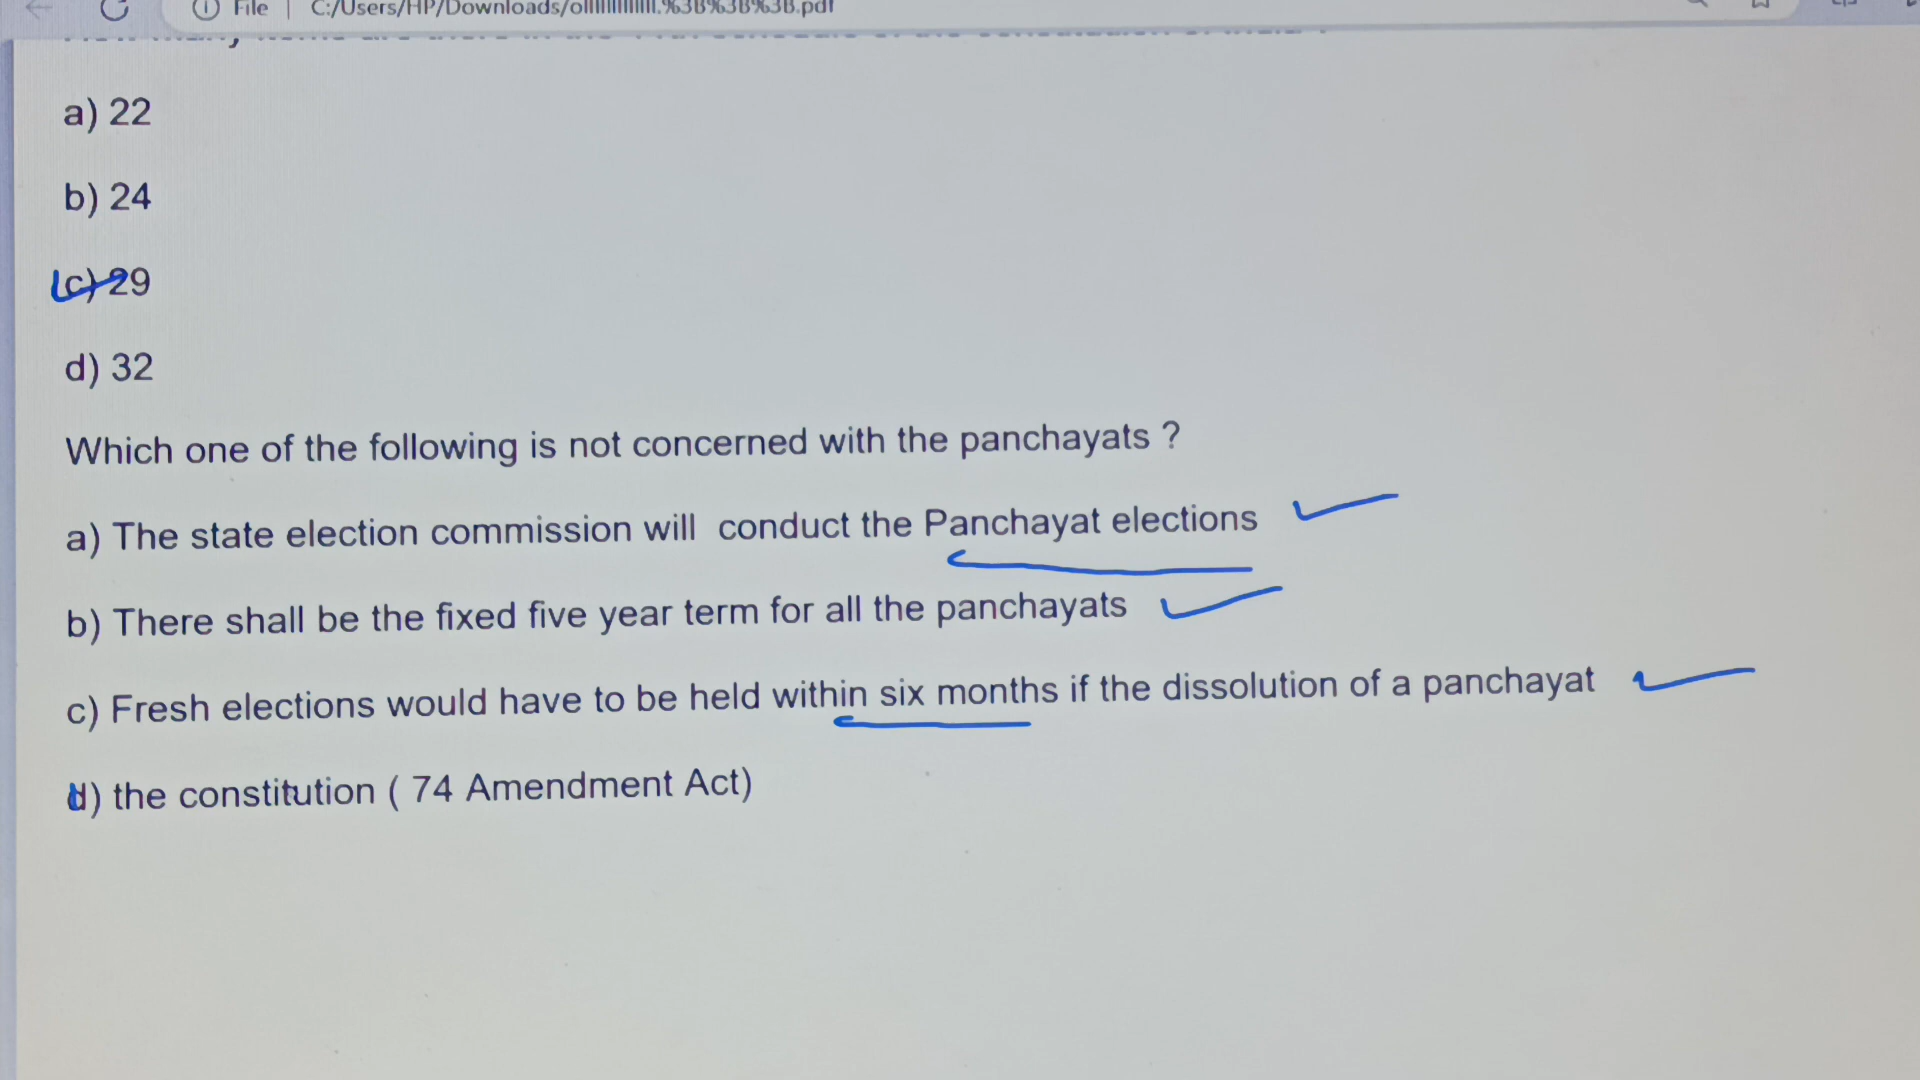 File | C:/Users/HP/Downloads/
a) 22
b) 24
c) 29
d) 32
Which one of the following is not concerned with the panchayats ?
a) The state election commission will conduct the Panchayat elections
b) There shall be the fixed five year term for all the panchayats
c) Fresh elections would have to be held within six months if the dissolution of a panchayat
d) the constitution ( 74 Amendment Act)